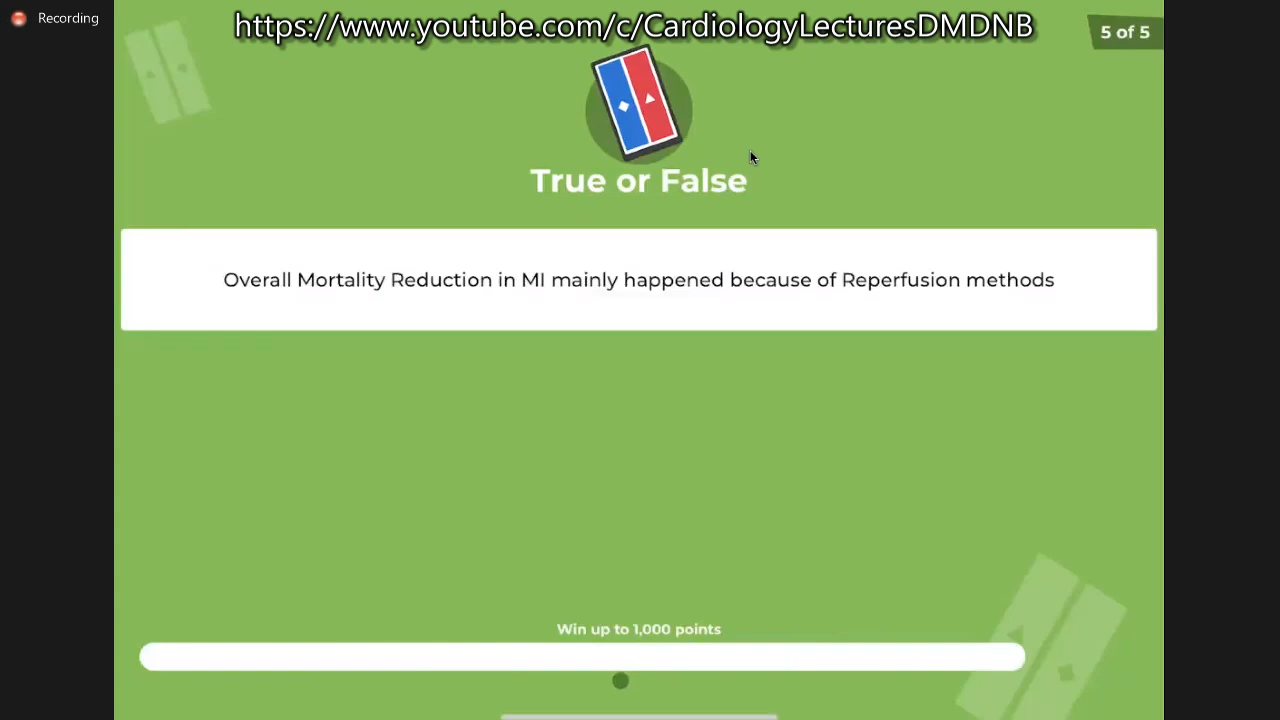 Recording
https://www.youtube.com/c/CardiologyLecturesDMDNB
5 of 5
True or False
Overall Mortality Reduction in MI mainly happened because of Reperfusion methods
Win up to 1,000 points